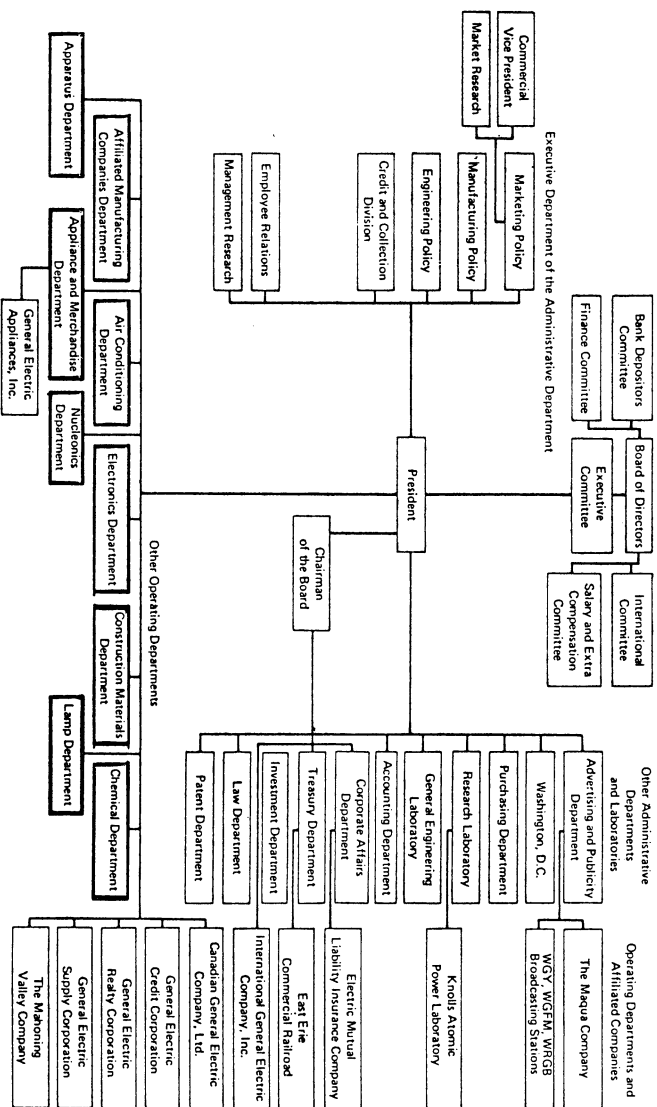 Bank Depositors
Committee
Finance Committee
Board of Directors
Executive
Committee
International
Committee
Salary and Extra
Compensation
Committee
Other Administrative
Departments
and Laboratories
Operating Departments and
Affiliated Companies
Executive Department of the Administrative Department
Commercial
Vice President
Market Research
Marketing Policy
Manufacturing Policy
Engineering Policy
Credit and Collection
Division
Employee Relations
Management Research
President
Chairman
of the Board
Advertising and Publicity
Department
Washington, D.C.
Purchasing Department
Research Laboratory
General Engineering
Laboratory
Accounting Department
Corporate Affairs
Department
Treasury Department
Investment Department
Law Department
Patent Department
The Maqua Company
WGY, WGFM, WRGB
Broadcasting Stations
Knolls Atomic
Power Laboratory
Electric Mutual
Liability Insurance Company
East Erie
Commercial Railroad
International General Electric
Company, Inc.
Canadian General Electric
Company, Ltd.
General Electric
Credit Corporation
General Electric
Realty Corporation
General Electric
Supply Corporation
The Mahoning
Valley Company
Other Operating Departments
Affiliated Manufacturing
Companies Department
Air Conditioning
Department
Electronics Department
Construction Materials
Department
Chemical Department
Apparatus Department
Appliance and Merchandise
Department
Nucleonics
Department
Lamp Department
General Electric
Appliances, Inc.